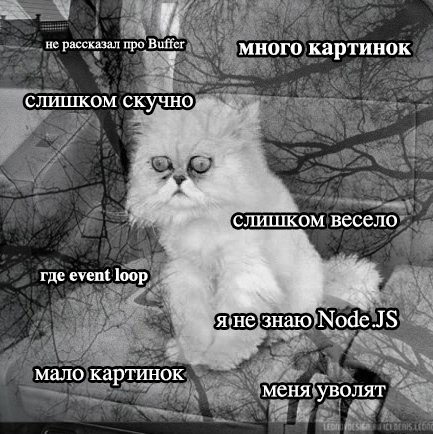 не рассказал про Buffer
много картинок
слишком скучно
слишком весело
где event loop
я не знаю Node.JS
мало картинок
меня уволят